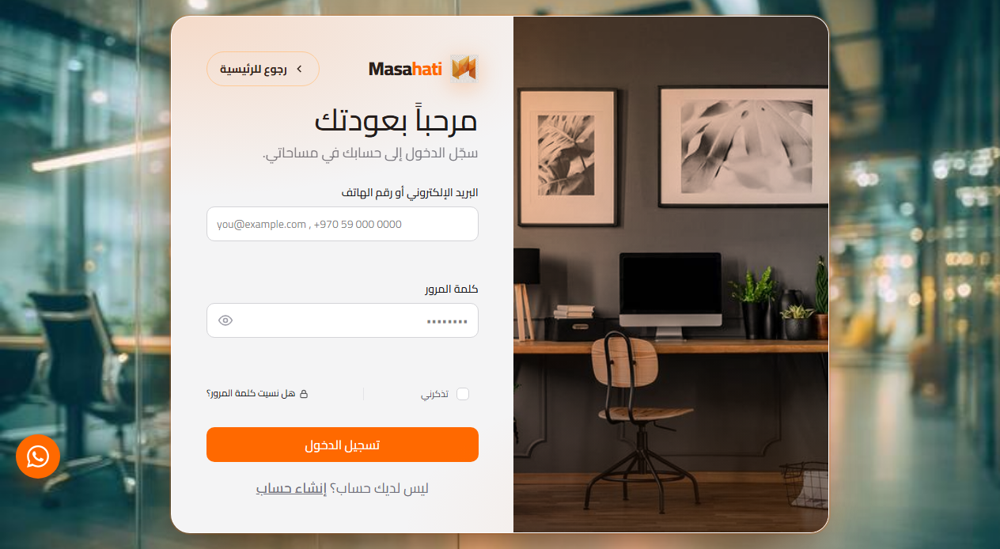 Masahati
رجوع للرئيسية
مرحباً بعودتك
سجّل الدخول إلى حسابك في مساحاتي.
البريد الإلكتروني أو رقم الهاتف
you@example.com , +970 59 000 0000
كلمة المرور
تذكرني
هل نسيت كلمة المرور؟
تسجيل الدخول
ليس لديك حساب؟ إنشاء حساب